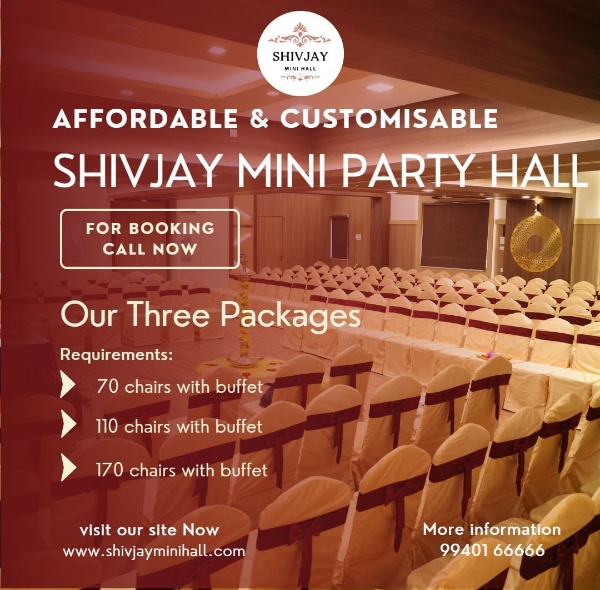 SHIVJAY
MINI HALL
AFFORDABLE & CUSTOMISABLE
SHIVJAY MINI PARTY HALL
FOR BOOKING
CALL NOW
Our Three Packages
Requirements:
70 chairs with buffet
110 chairs with buffet
170 chairs with buffet
visit our site Now
www.shivjayminihall.com
More information
99401 66666